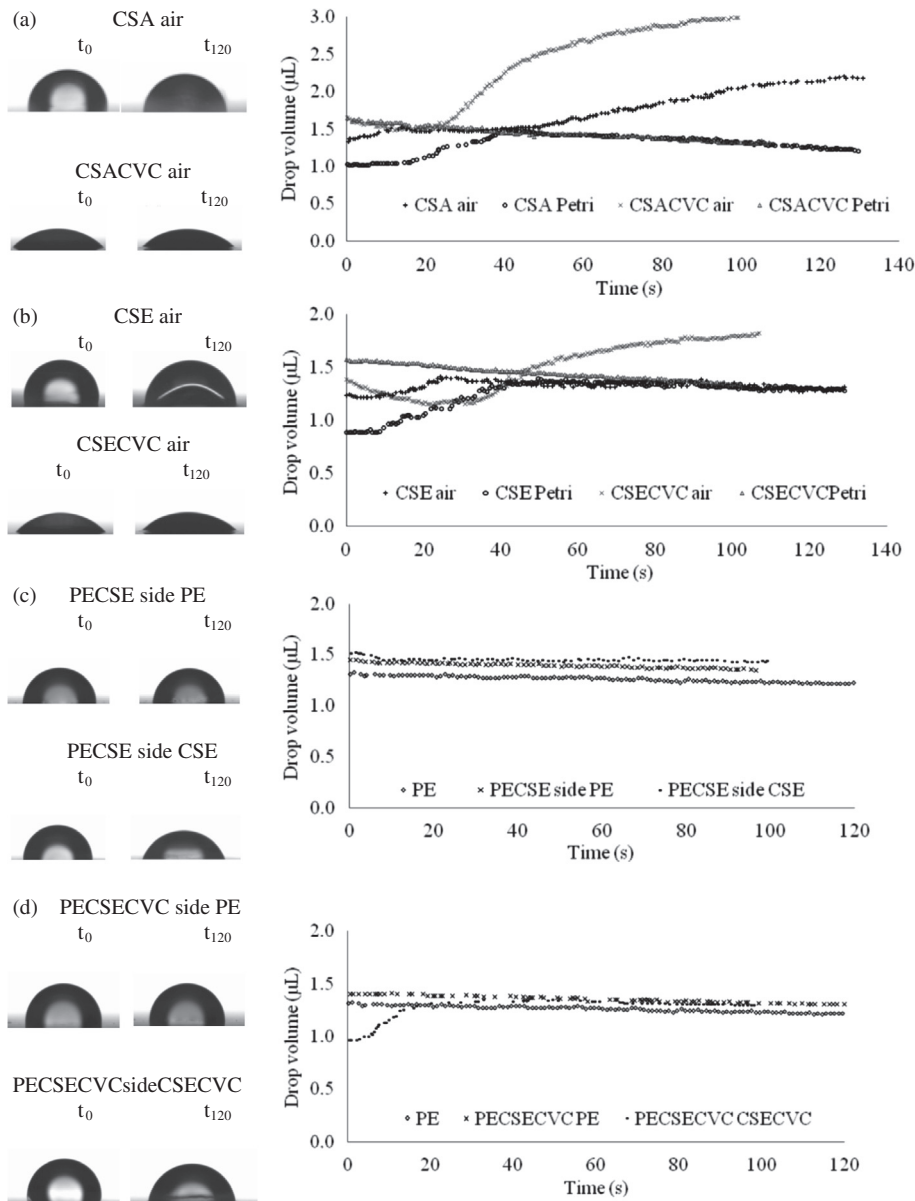 (a) CSA air
t0 t120
CSACVC air
t0 t120
Drop volume (µL)
3.0
2.5
2.0
1.5
1.0
0.5
0.0
0 20 40 60 80 100 120 140
Time (s)
CSA air CSA Petri CSACVC air CSACVC Petri
(b) CSE air
t0 t120
CSECVC air
t0 t120
Drop volume (µL)
2.0
1.5
1.0
0.5
0.0
0 20 40 60 80 100 120 140
Time (s)
CSE air CSE Petri CSECVC air CSECVCPetri
(c) PECSE side PE
t0 t120
PECSE side CSE
t0 t120
Drop volume (µL)
2.0
1.5
1.0
0.5
0.0
0 20 40 60 80 100 120
Time (s)
PE PECSE side PE PECSE side CSE
(d) PECSECVC side PE
t0 t120
PECSECVCsideCSECVC
t0 t120
Drop volume (µL)
2.0
1.5
1.0
0.5
0.0
0 20 40 60 80 100 120
Time (s)
PE PECSECVC PE PECSECVC CSECVC